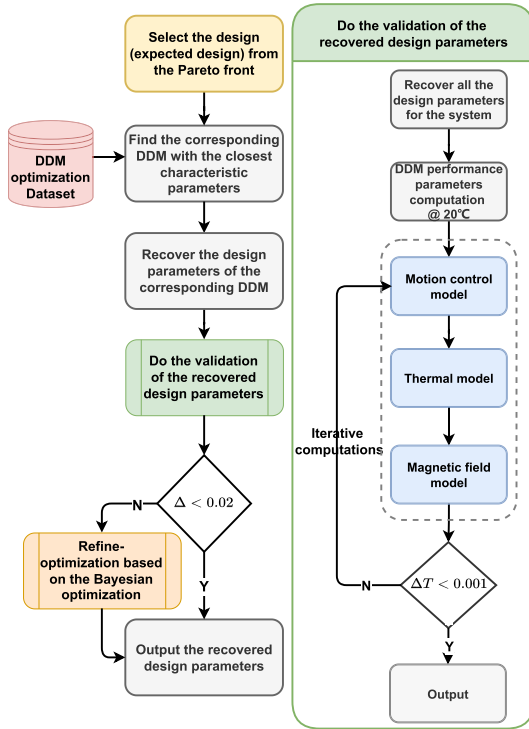 Select the design
(expected design) from
the Pareto front
DDM
optimization
Dataset
Find the corresponding
DDM with the closest
characteristic
parameters
Recover the design
parameters of the
corresponding DDM
Do the validation
of the recovered
design parameters
Δ < 0.02
N
Y
Refine-
optimization based
on the Bayesian
optimization
Output the recovered
design parameters
Do the validation of the
recovered design parameters
Recover all the
design parameters
for the system
DDM performance
parameters
computation
@ 20℃
Motion control
model
Thermal model
Iterative
computations
Magnetic field
model
ΔT < 0.001
N
Y
Y
Output